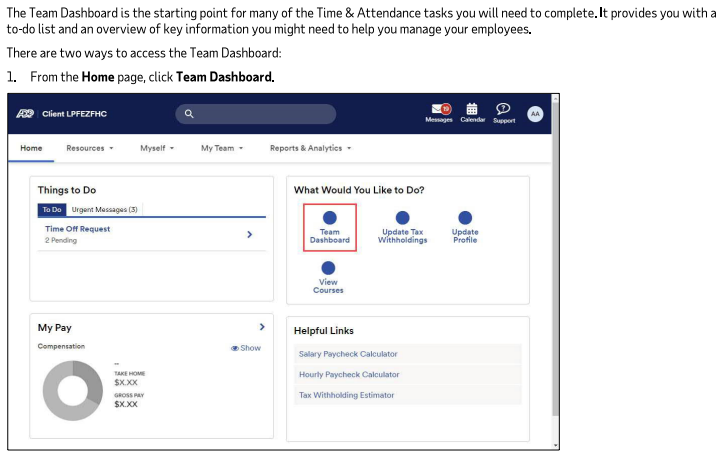 The Team Dashboard is the starting point for many of the Time & Attendance tasks you will need to complete. It provides you with a
to-do list and an overview of key information you might need to help you manage your employees.
There are two ways to access the Team Dashboard:
1. From the Home page, click Team Dashboard.
ADP Client LPFEZFHC
19
Messages Calendar Support AA
Home Resources Myself My Team Reports & Analytics
Things to Do
To Do Urgent Messages (3)
Time Off Request
2 Pending
What Would You Like to Do?
Team Dashboard
Update Tax Withholdings
Update Profile
View Courses
My Pay
Compensation
Show
--
TAKE HOME
$X.XX
GROSS PAY
$X.XX
Helpful Links
Salary Paycheck Calculator
Hourly Paycheck Calculator
Tax Withholding Estimator